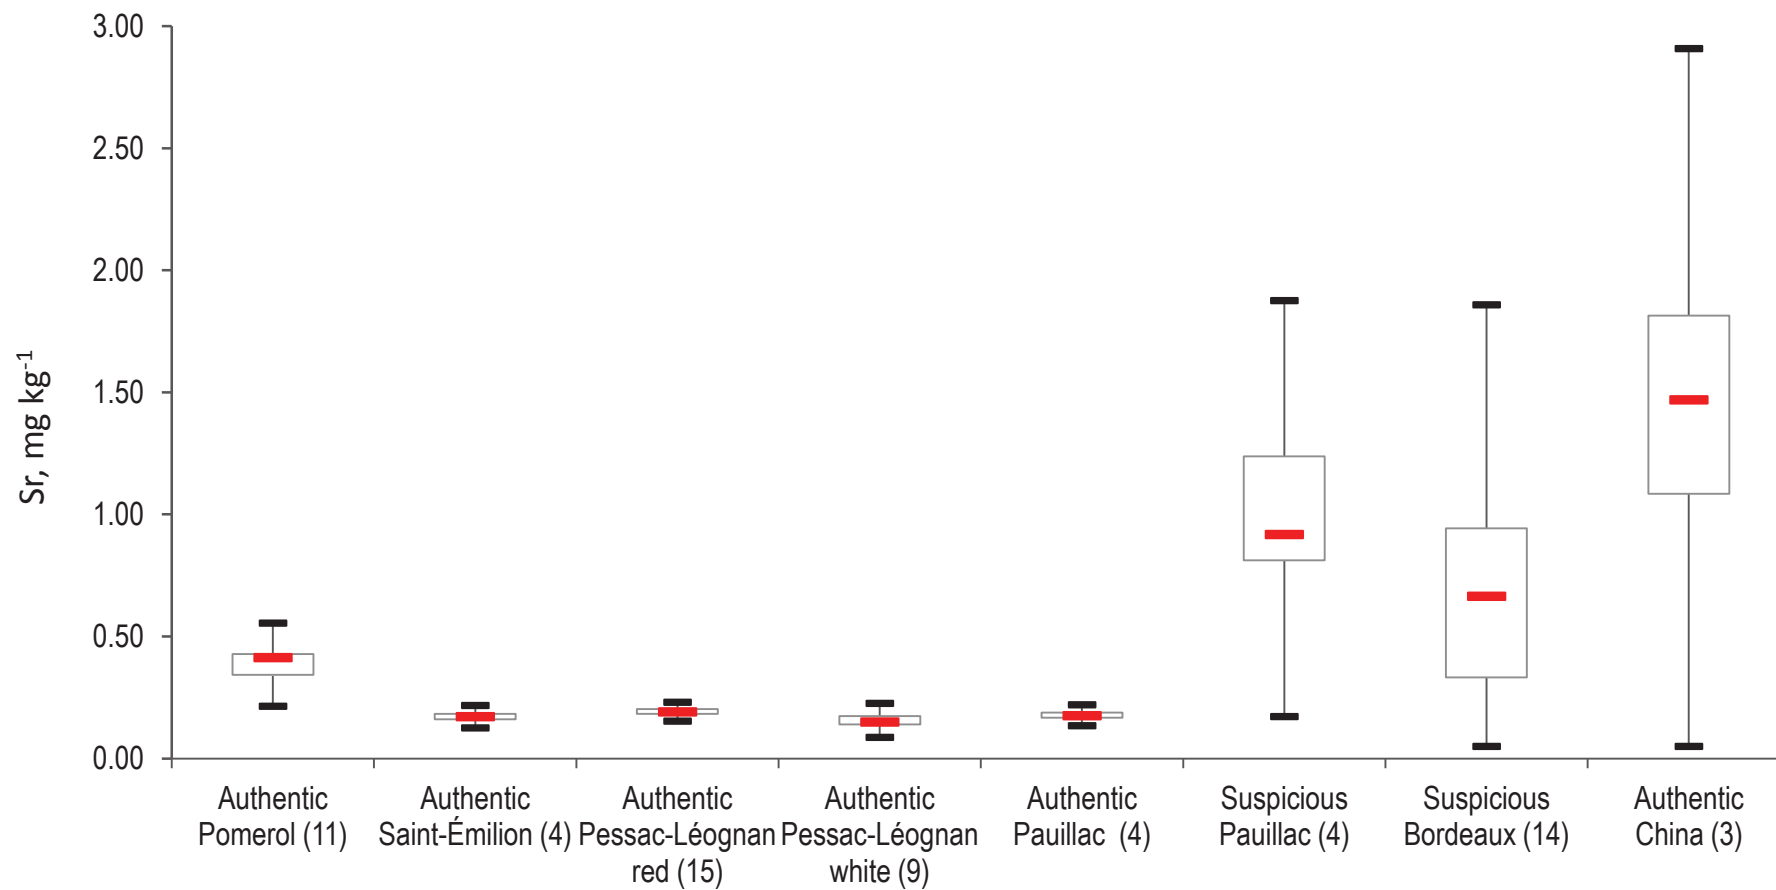 3.00
2.50
2.00
1.50
1.00
0.50
0.00
Sr, mg kg⁻¹
Authentic
Pomerol (11)
Authentic
Saint-Émilion (4)
Authentic
Pessac-Léognan
red (15)
Authentic
Pessac-Léognan
white (9)
Authentic
Pauillac (4)
Suspicious
Pauillac (4)
Suspicious
Bordeaux (14)
Authentic
China (3)